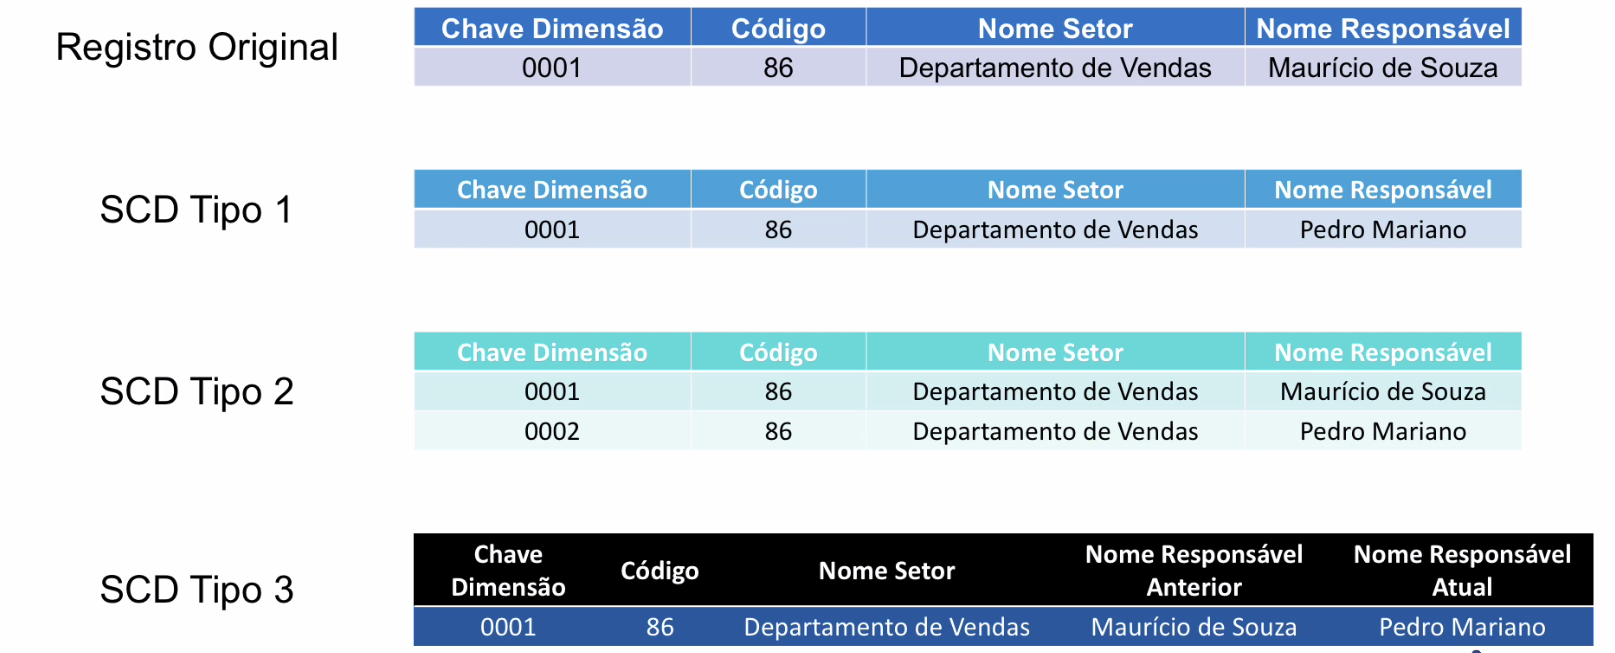 Registro Original
Chave Dimensão Código Nome Setor Nome Responsável
0001 86 Departamento de Vendas Maurício de Souza
SCD Tipo 1
Chave Dimensão Código Nome Setor Nome Responsável
0001 86 Departamento de Vendas Pedro Mariano
SCD Tipo 2
Chave Dimensão Código Nome Setor Nome Responsável
0001 86 Departamento de Vendas Maurício de Souza
0002 86 Departamento de Vendas Pedro Mariano
SCD Tipo 3
Chave Dimensão Código Nome Setor Nome Responsável Anterior Nome Responsável Atual
0001 86 Departamento de Vendas Maurício de Souza Pedro Mariano